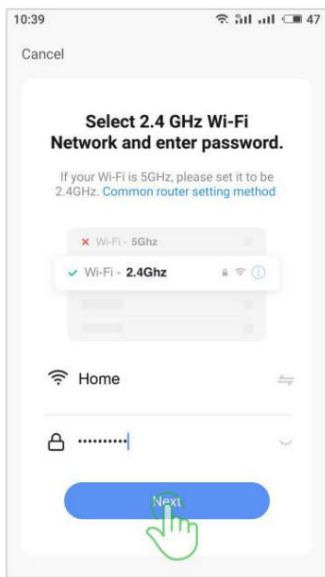 10:39
47
Cancel
Select 2.4 GHz Wi-Fi
Network and enter password.
If your Wi-Fi is 5GHz, please set it to be
2.4GHz. Common router setting method
Wi-Fi - 5Ghz
Wi-Fi - 2.4Ghz
Home
Next